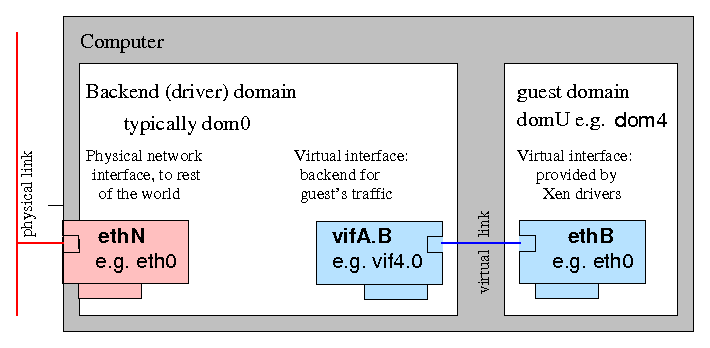 Computer
Backend (driver) domain
typically dom0
Physical network
interface, to rest
of the world
Virtual interface:
backend for
guest's traffic
guest domain
domU e.g. dom4
Virtual interface:
provided by
Xen drivers
physical link
ethN
e.g. eth0
vifA.B
e.g. vif4.0
virtual link
ethB
e.g. eth0